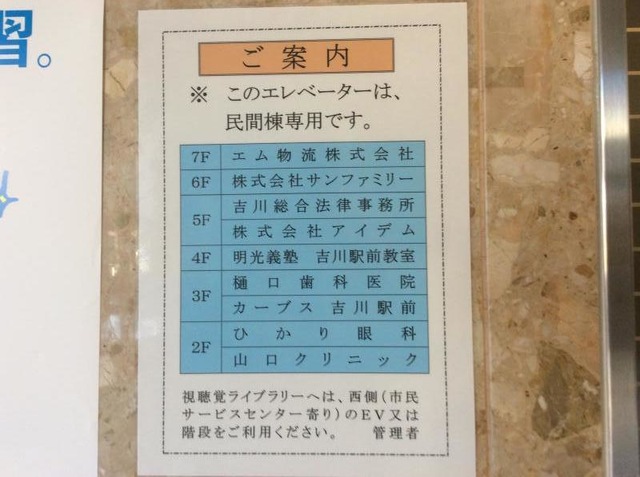 習。
ご案内
※ このエレベーターは、
民間棟専用です。
7F エム物流株式会社
6F 株式会社サンファミリー
5F 吉川総合法律事務所
株式会社アイデム
4F 明光義塾 吉川駅前教室
3F 樋口歯科医院
カーブス 吉川駅前
2F ひかり眼科
山口クリニック
視聴覚ライブラリーへは、西側(市民
サービスセンター寄り)のEV又は
階段をご利用ください。 管理者